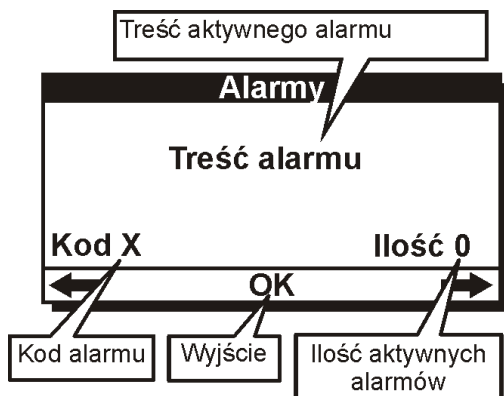 Treść aktywnego alarmu
Alarmy
Treść alarmu
Kod X
Ilość 0
OK
Kod alarmu
Wyjście
Ilość aktywnych
alarmów